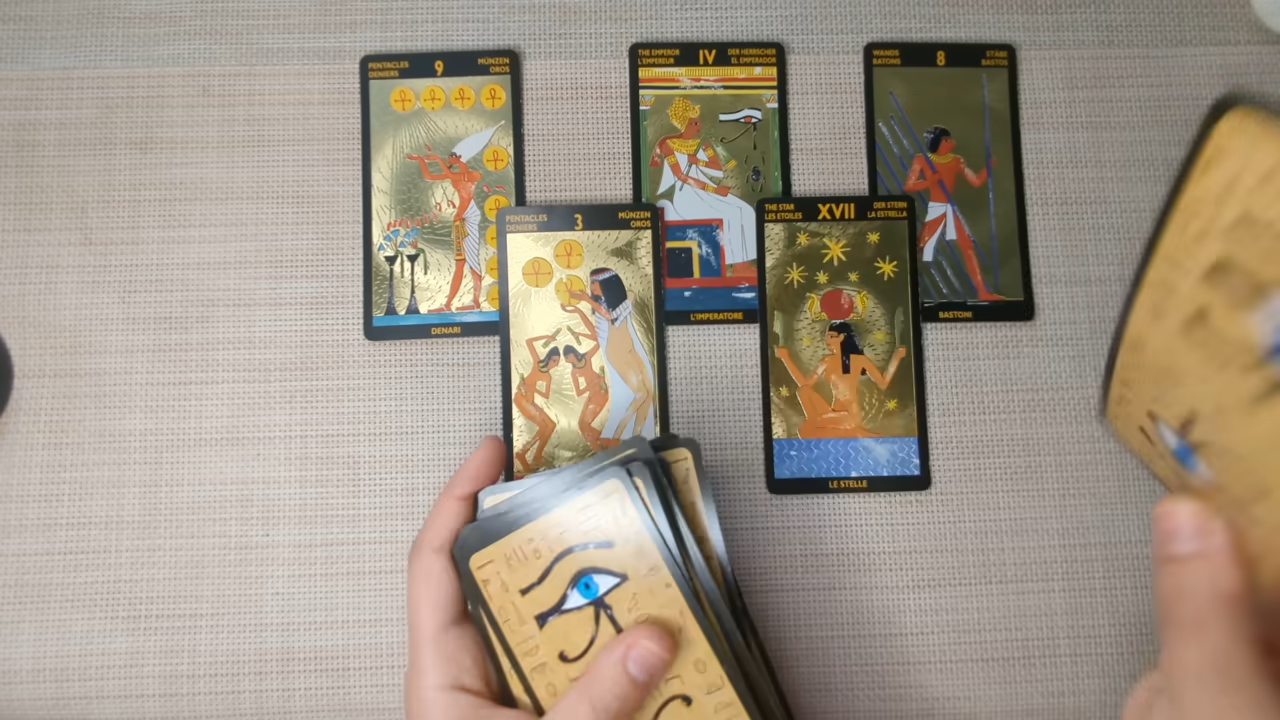 PENTACLES 9 MÜNZEN
DENIERS OROS
DENARI
THE EMPEROR IV DER HERRSCHER
L'EMPEREUR EL EMPERADOR
L'IMPERATORE
WANDS 8 STÄBE
BATONS BASTOS
BASTONI
PENTACLES 3 MÜNZEN
DENIERS OROS
THE STAR XVII DER STERN
LES ETOILES LA ESTRELLA
LE STELLE